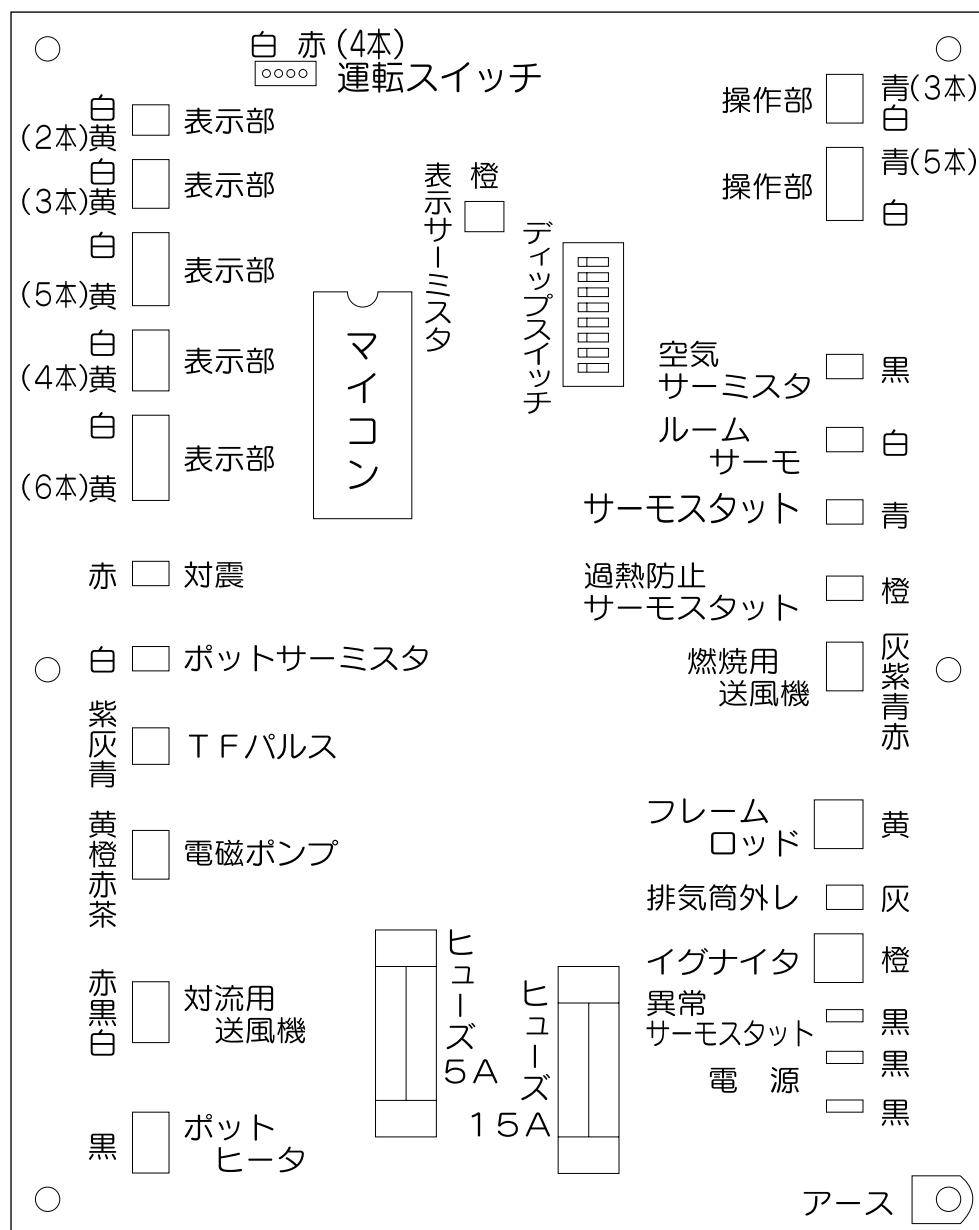 白 赤(4本)
運転スイッチ
白
(2本)黄
表示部
白
(3本)黄
表示部
白
(5本)黄
表示部
白
(4本)黄
表示部
白
(6本)黄
表示部
赤
対震
白
ポットサーミスタ
紫灰青
TFパルス
黄橙赤茶
電磁ポンプ
赤黒白
対流用
送風機
黒
ポット
ヒータ
表示サーミスタ
橙
ディップスイッチ
マイコン
ヒューズ
5A
ヒューズ
15A
操作部
青(3本)
白
操作部
青(5本)
白
空気
サーミスタ
黒
ルーム
サーモ
白
サーモスタット
青
過熱防止
サーモスタット
橙
燃焼用
送風機
灰紫青赤
フレーム
ロッド
黄
排気筒外レ
灰
イグナイタ
橙
異常
サーモスタット
黒
電 源
黒
黒
アース